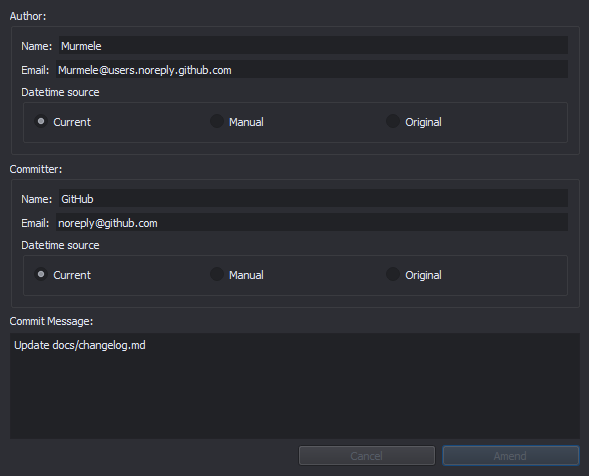 Author:
Name: Murmele
Email: Murmele@users.noreply.github.com
Datetime source
Current Manual Original
Committer:
Name: GitHub
Email: noreply@github.com
Datetime source
Current Manual Original
Commit Message:
Update docs/changelog.md
Cancel Amend